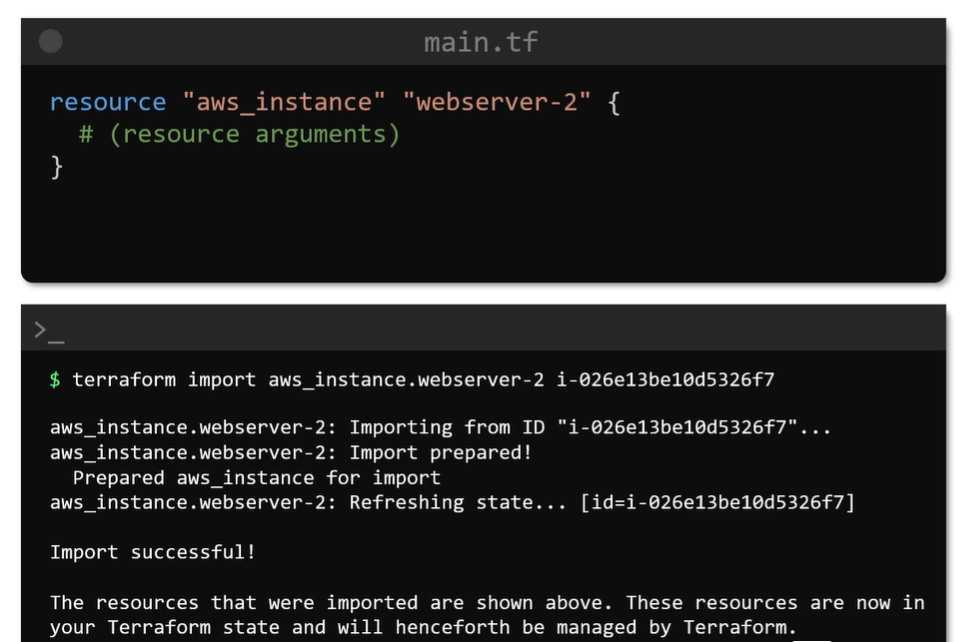 main.tf
resource "aws_instance" "webserver-2" {
  # (resource arguments)
}
>_
$ terraform import aws_instance.webserver-2 i-026e13be10d5326f7
aws_instance.webserver-2: Importing from ID "i-026e13be10d5326f7"...
aws_instance.webserver-2: Import prepared!
  Prepared aws_instance for import
aws_instance.webserver-2: Refreshing state... [id=i-026e13be10d5326f7]
Import successful!
The resources that were imported are shown above. These resources are now in
your Terraform state and will henceforth be managed by Terraform.